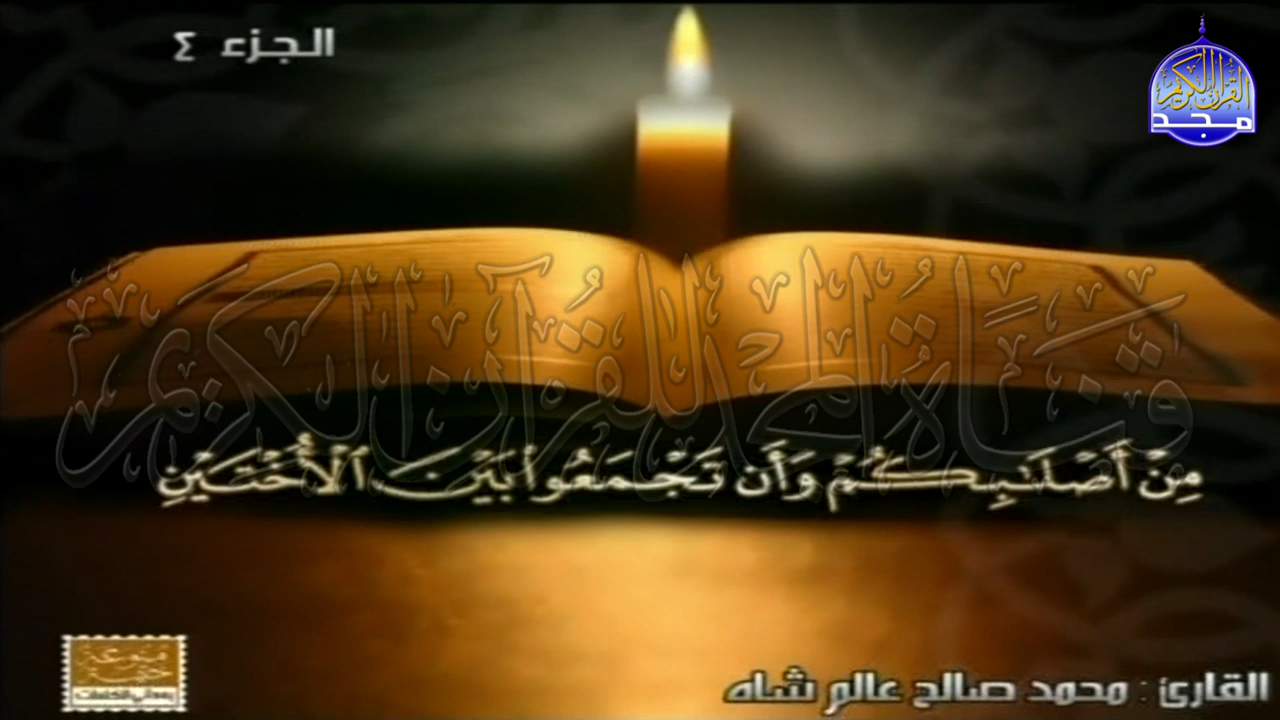 الجزء ٤
القرآن الكريم
مجد
قناة المجد للقرآن الكريم
مِنْ أَصْلَٰبِكُمْ وَأَن تَجْمَعُوا۟ بَيْنَ ٱلْأُخْتَيْنِ
القارئ : محمد صالح عالم شاه